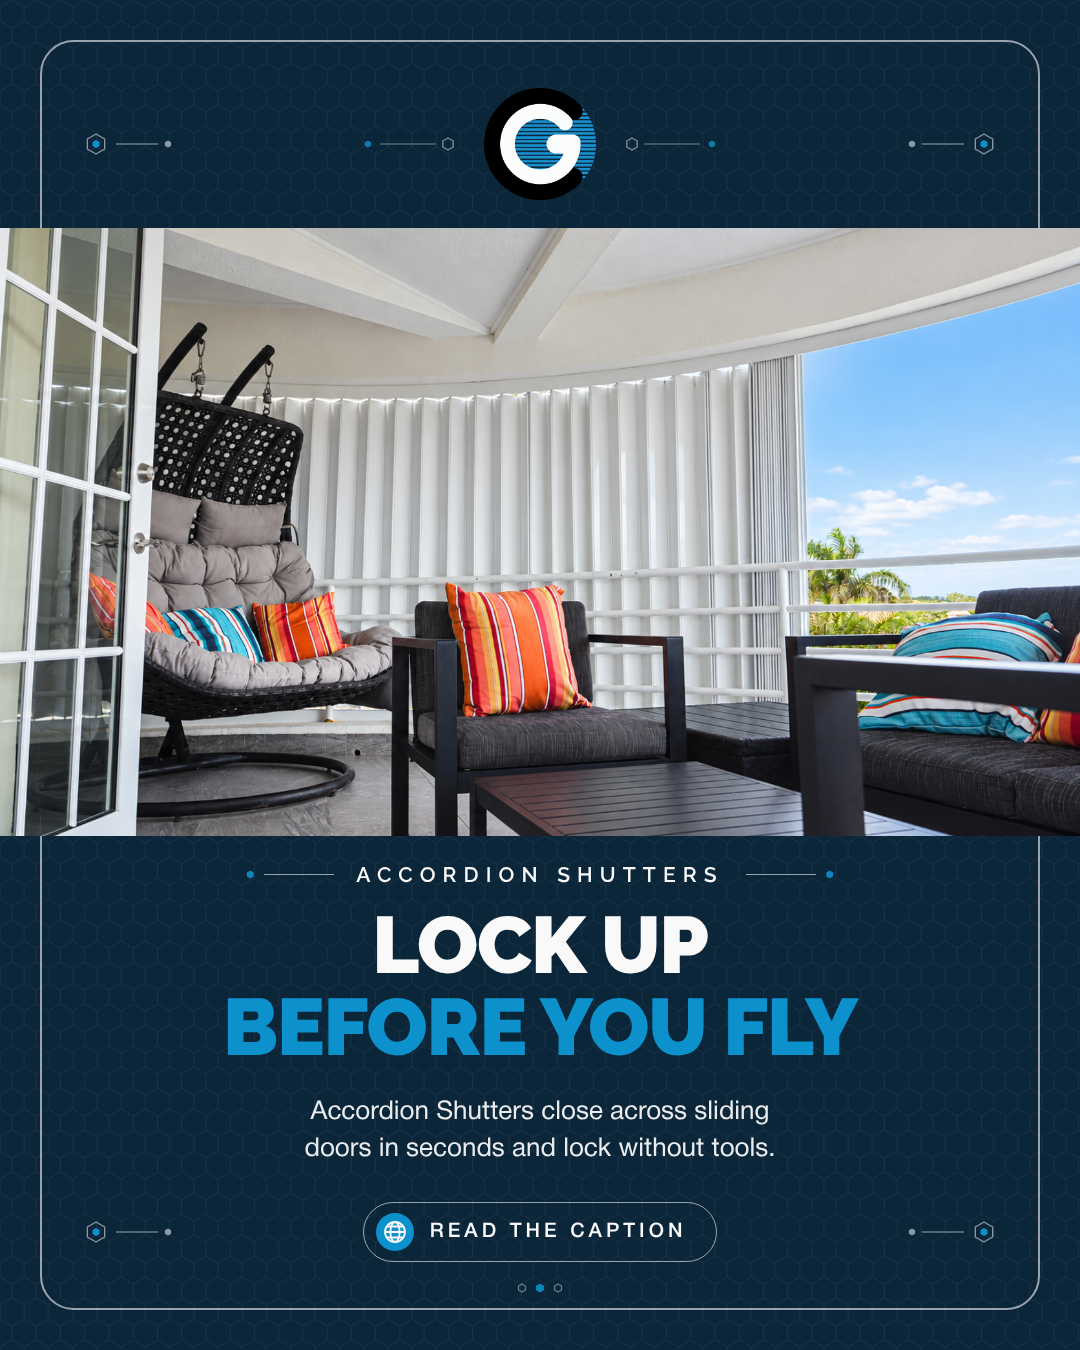 G
ACCORDION SHUTTERS
LOCK UP
BEFORE YOU FLY
Accordion Shutters close across sliding
doors in seconds and lock without tools.
READ THE CAPTION